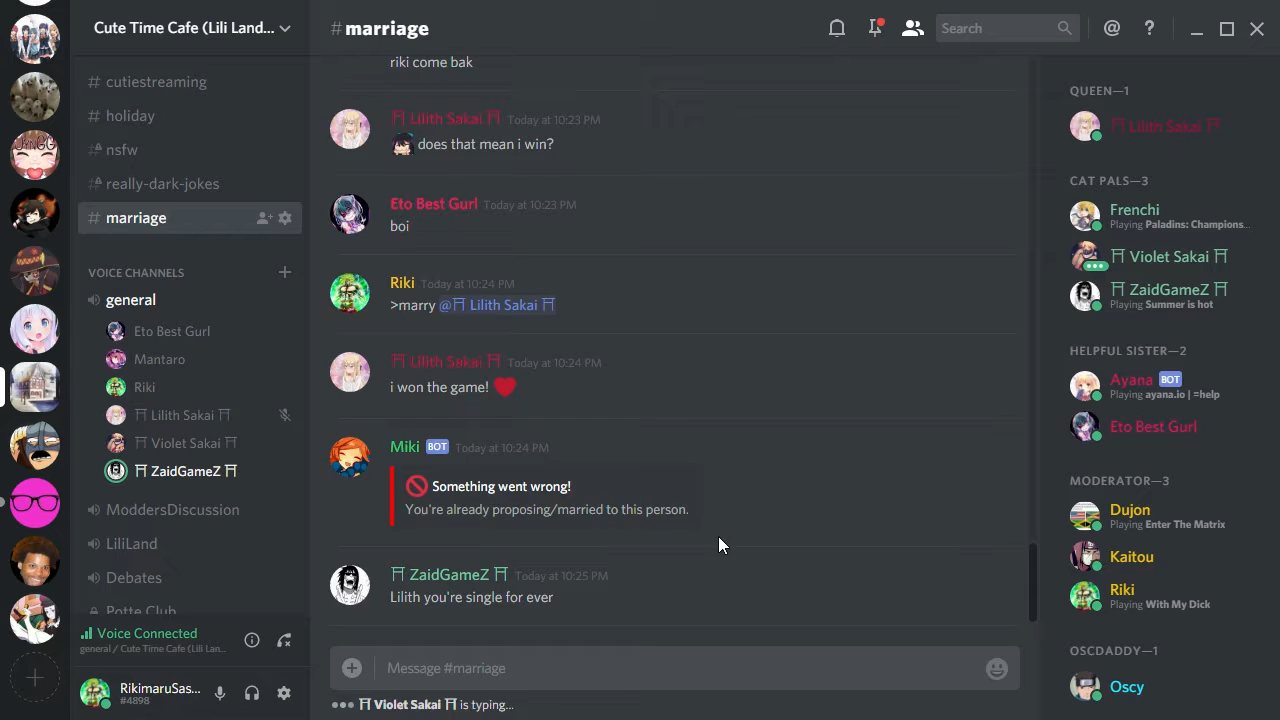 Cute Time Cafe (Lili Land...
# cutiestreaming
# holiday
# nsfw
# really-dark-jokes
# marriage
VOICE CHANNELS
general
Eto Best Gurl
Mantaro
Riki
⛩ Lilith Sakai ⛩
⛩ Violet Sakai ⛩
⛩ ZaidGameZ ⛩
ModdersDiscussion
LiliLand
Debates
Potte Club
Voice Connected
general / Cute Time Cafe (Lili Lan...
RikimaruSas...
#4898
#marriage
Search
riki come bak
⛩ Lilith Sakai ⛩ Today at 10:23 PM
does that mean i win?
Eto Best Gurl Today at 10:23 PM
boi
Riki Today at 10:24 PM
>marry @⛩ Lilith Sakai ⛩
⛩ Lilith Sakai ⛩ Today at 10:24 PM
i won the game! ❤
Miki BOT Today at 10:24 PM
🚫 Something went wrong!
You're already proposing/married to this person.
⛩ ZaidGameZ ⛩ Today at 10:25 PM
Lilith you're single for ever
Message #marriage
⛩ Violet Sakai ⛩ is typing...
QUEEN—1
⛩ Lilith Sakai ⛩
CAT PALS—3
Frenchi
Playing Paladins: Champions...
⛩ Violet Sakai ⛩
⛩ ZaidGameZ ⛩
Playing Summer is hot
HELPFUL SISTER—2
Ayana BOT
Playing ayana.io | =help
Eto Best Gurl
MODERATOR—3
Dujon
Playing Enter The Matrix
Kaitou
Riki
Playing With My Dick
OSCDADDY—1
Oscy